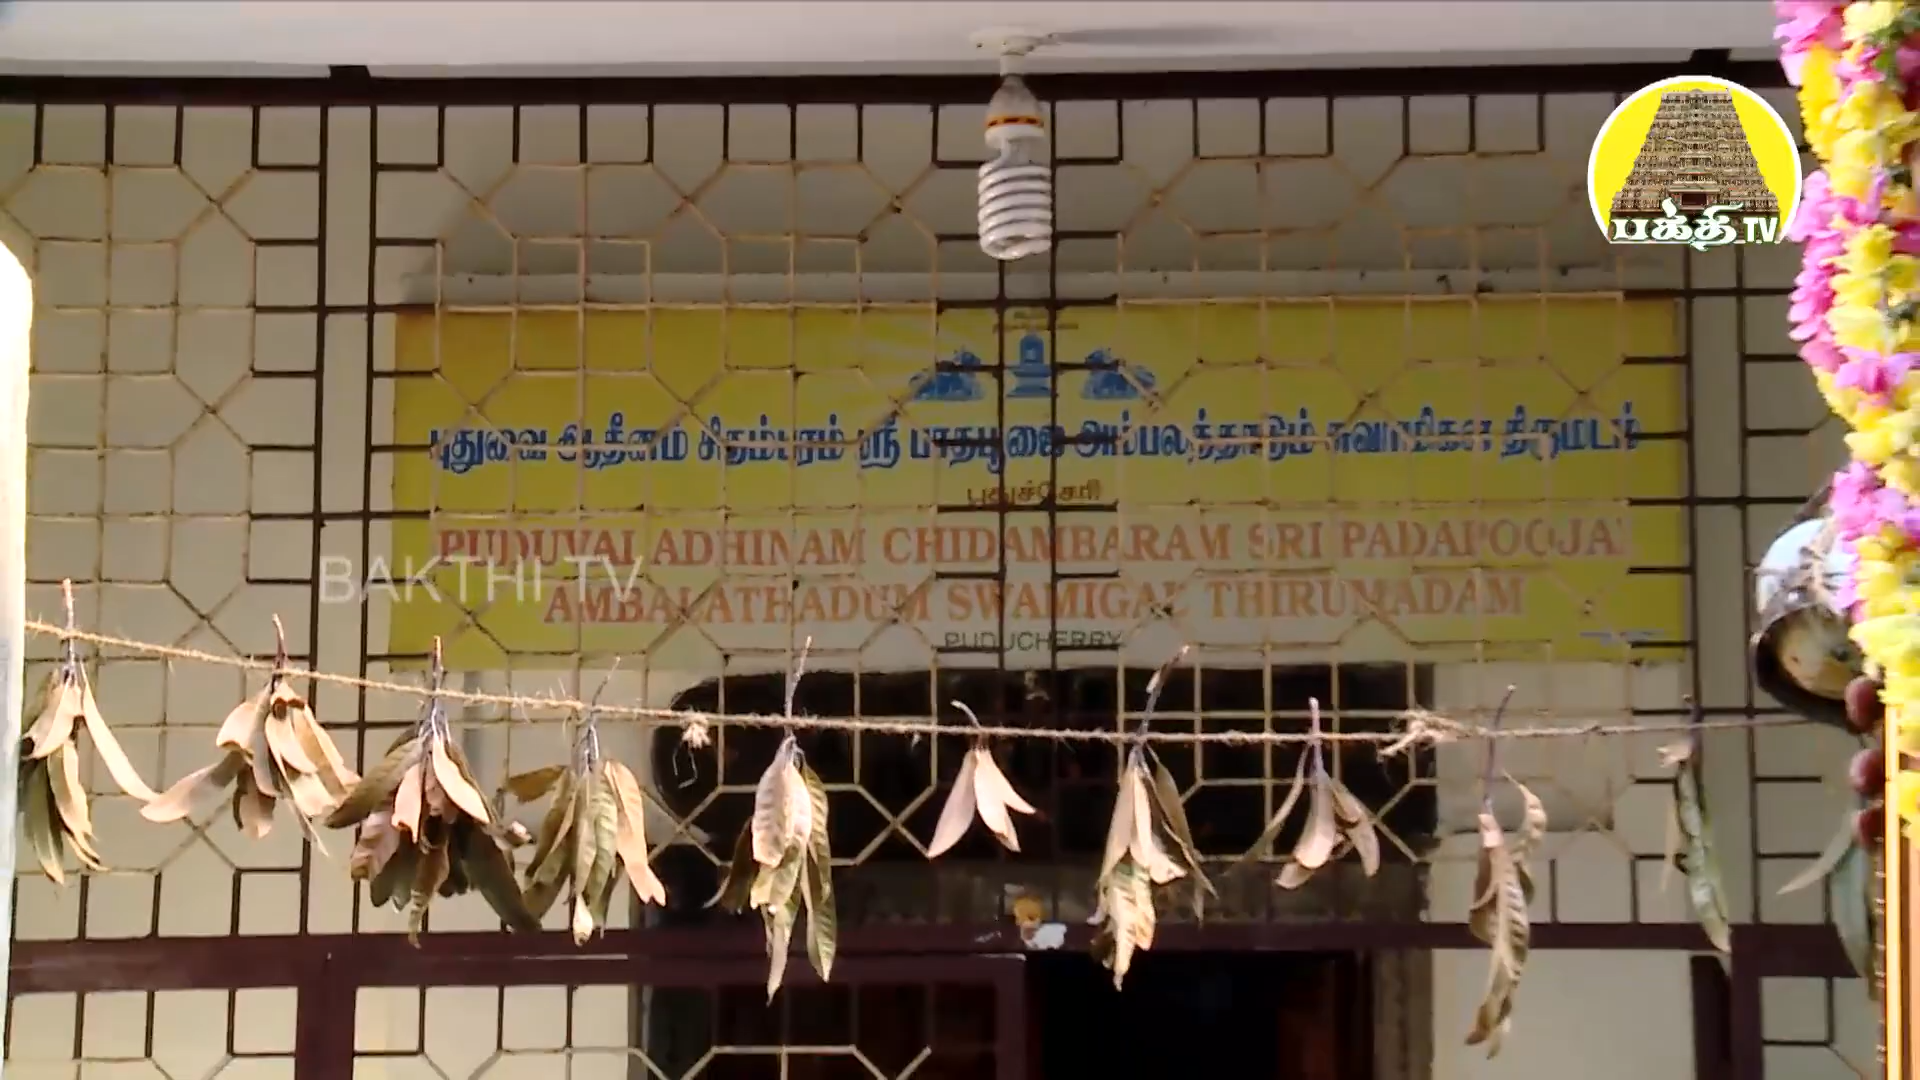 பக்தி TV
புதுவை ஆதீனம் சிதம்பரம் ஸ்ரீ பாதபூஜை அம்பலத்தாடும் சுவாமிகள் திருமடம்
புதுச்சேரி
PUDUVAI ADHINAM CHIDAMBARAM SRI PADAPOOJAI
BAKTHI TV
AMBALATHADUM SWAMIGAL THIRUMADAM
PUDUCHERRY